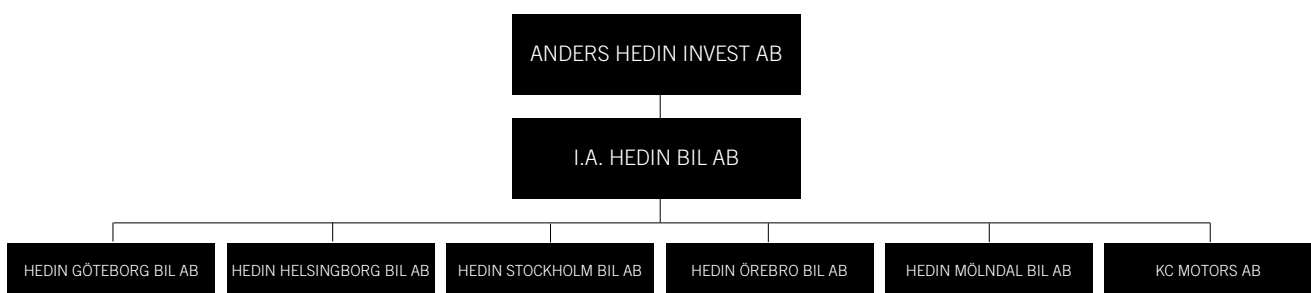 ANDERS HEDIN INVEST AB
I.A. HEDIN BIL AB
HEDIN GÖTEBORG BIL AB
HEDIN HELSINGBORG BIL AB
HEDIN STOCKHOLM BIL AB
HEDIN ÖREBRO BIL AB
HEDIN MÖLNDAL BIL AB
KC MOTORS AB